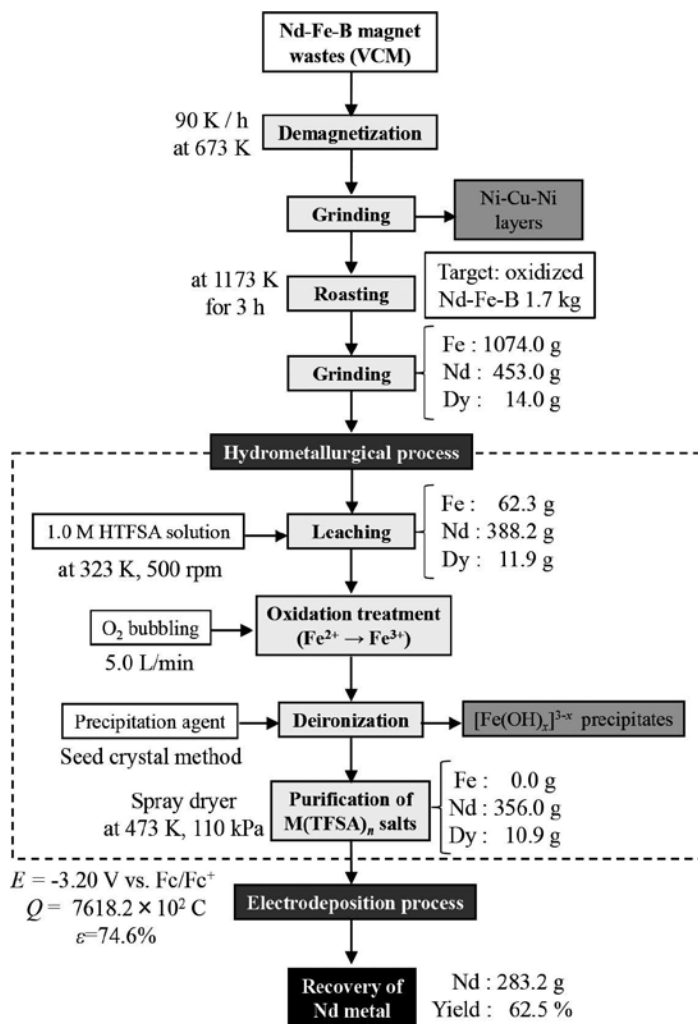 Nd-Fe-B magnet
wastes (VCM)
90 K / h
at 673 K
Demagnetization
Grinding
Ni-Cu-Ni
layers
at 1173 K
for 3 h
Roasting
Target: oxidized
Nd-Fe-B 1.7 kg
Grinding
Fe : 1074.0 g
Nd : 453.0 g
Dy : 14.0 g
Hydrometallurgical process
1.0 M HTFSA solution
at 323 K, 500 rpm
Leaching
Fe : 62.3 g
Nd : 388.2 g
Dy : 11.9 g
O₂ bubbling
5.0 L/min
Oxidation treatment
(Fe²⁺ → Fe³⁺)
Precipitation agent
Seed crystal method
Deironization
[Fe(OH)ₓ]³⁻ˣ precipitates
Spray dryer
at 473 K, 110 kPa
Purification of
M(TFSA)ₙ salts
Fe : 0.0 g
Nd : 356.0 g
Dy : 10.9 g
E = -3.20 V vs. Fc/Fc⁺
Q = 7618.2 × 10² C
ε=74.6%
Electrodeposition process
Recovery of
Nd metal
Nd : 283.2 g
Yield : 62.5 %